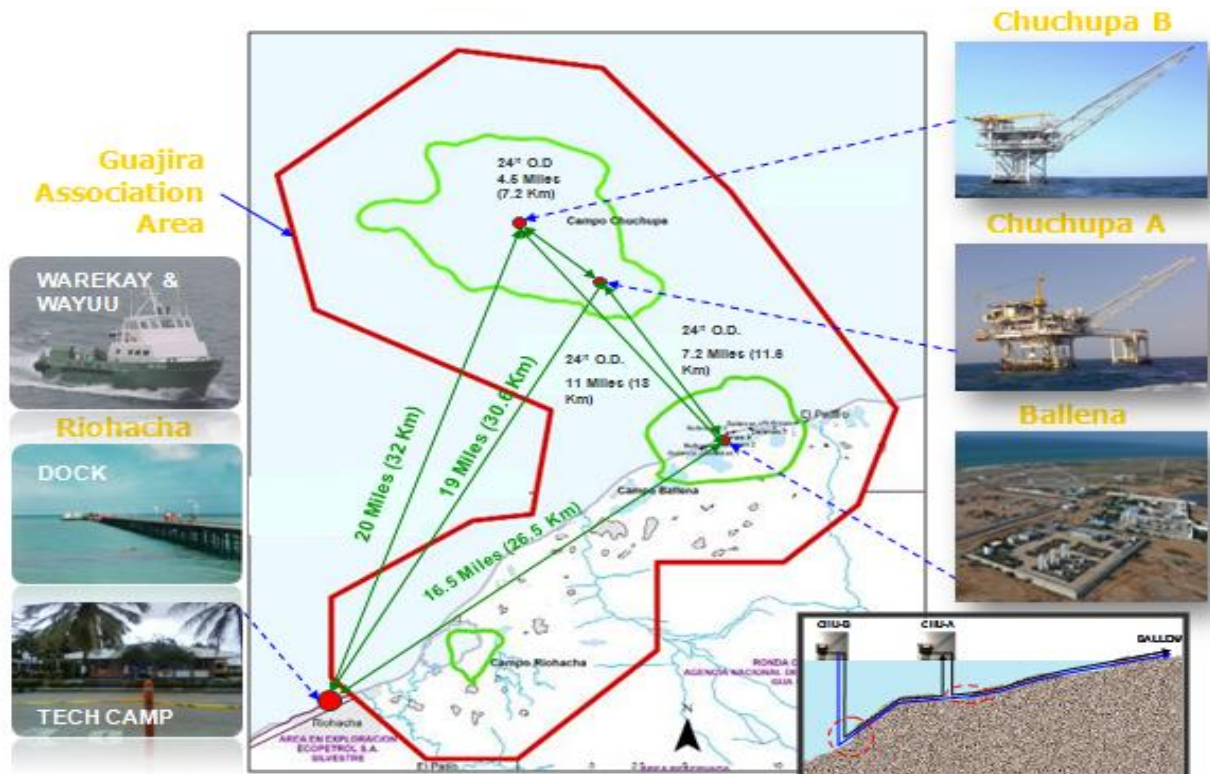 Chuchupa B
Guajira
Association
Area
24" O.D
4.5 Miles
(7.2 Km)
Campo Chuchupa
Chuchupa A
WAREKAY &
WAYUU
24" O.D.
7.2 Miles (11.6
Km)
24" O.D.
11 Miles (18
Km)
Riohacha
DOCK
20 Miles (32 Km)
19 Miles (30.6 Km)
16.5 Miles (26.5 Km)
Campo Ballena
Ballena
Campo Riohacha
TECH CAMP
Riohacha
AREA EN EXPLORACION
ECOPETROL S.A.
SILVESTRE
N
CHU-B
CHU-A
RONDA
AGENCIA NACIONAL DE
GUA
0